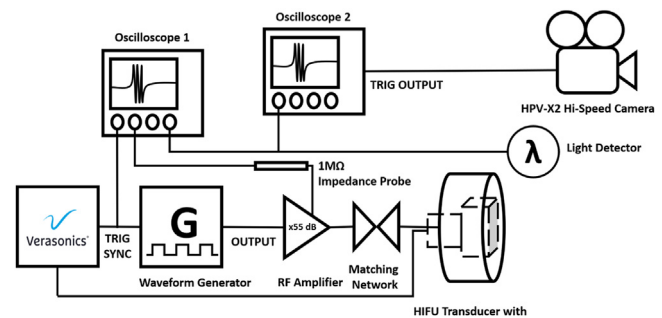 Oscilloscope 2
Oscilloscope 1
TRIG OUTPUT
HPV-X2 Hi-Speed Camera
λ
Light Detector
1MΩ
Impedance Probe
Verasonics®
TRIG
SYNC
G
OUTPUT
x55 dB
Waveform Generator
RF Amplifier
Matching
Network
HIFU Transducer with